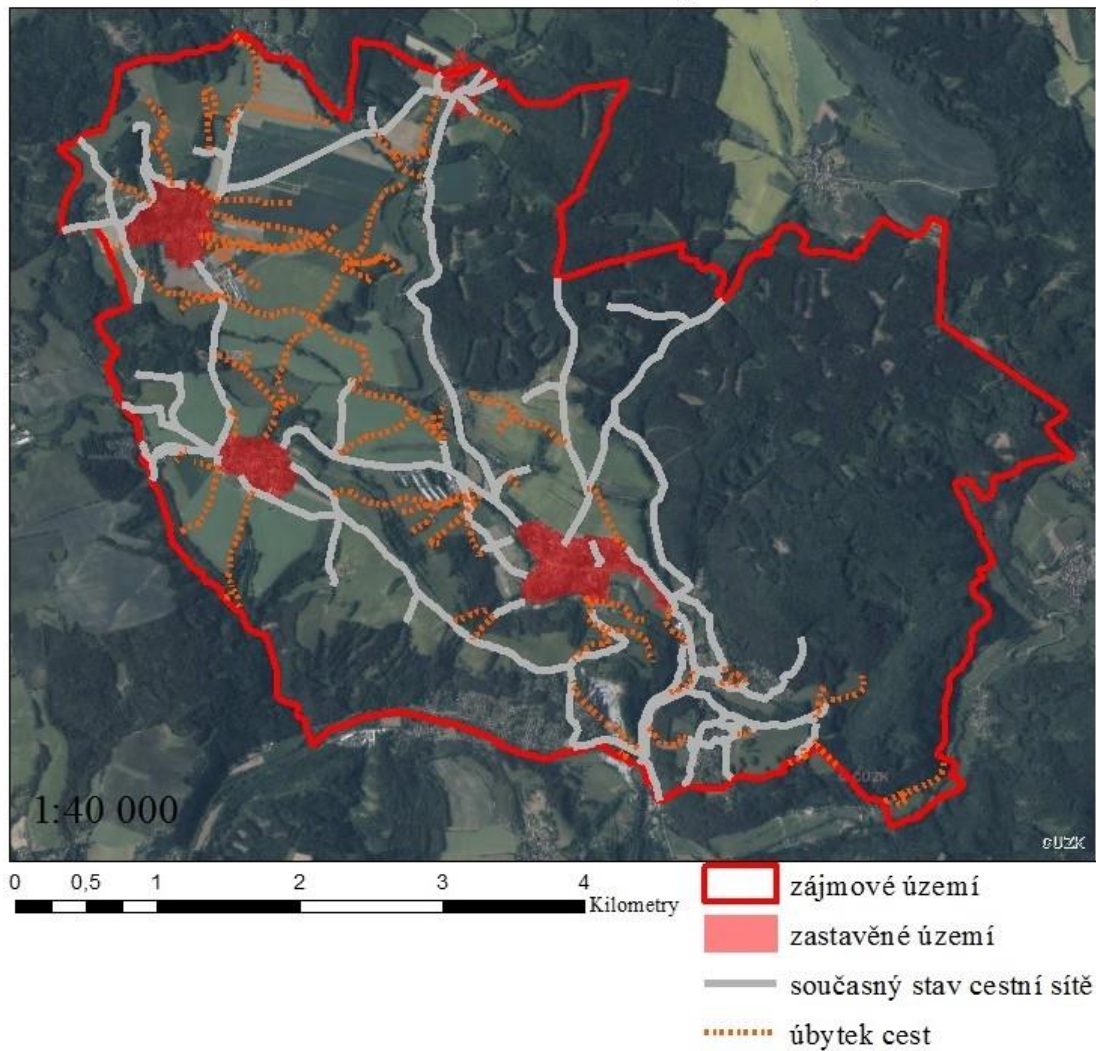 1:40 000
©ČÚZK
0 0,5 1 2 3 4
Kilometry
zájmové území
zastavěné území
současný stav cestní sítě
úbytek cest